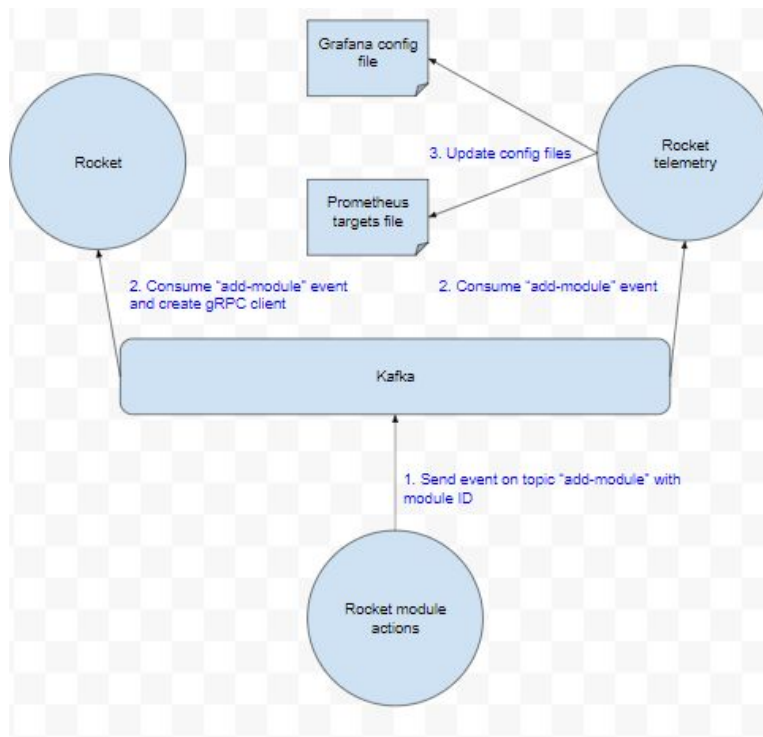 Grafana config
file
Rocket
Rocket
telemetry
3. Update config files
Prometheus
targets file
2. Consume “add-module” event
and create gRPC client
2. Consume “add-module” event
Kafka
1. Send event on topic “add-module” with
module ID
Rocket module
actions